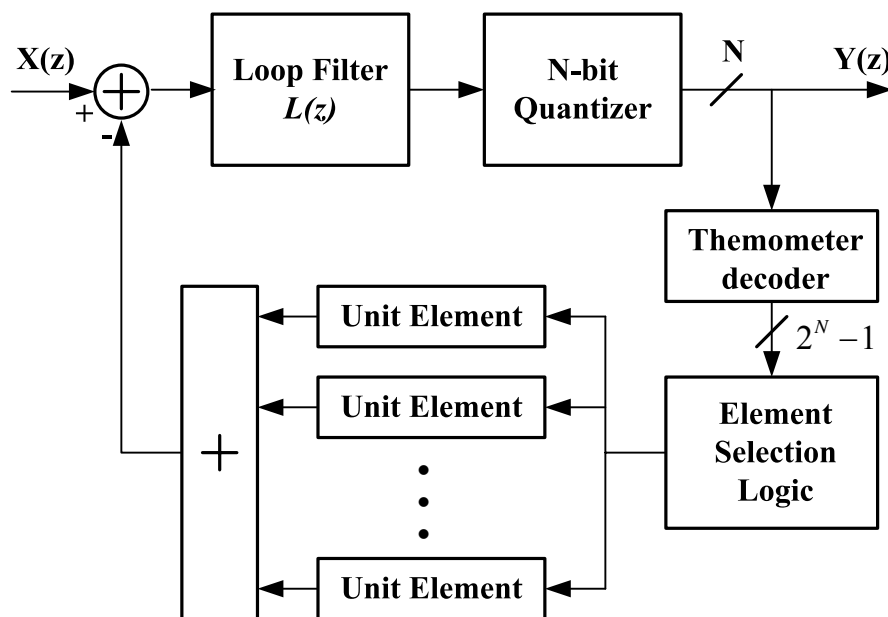 X(z)
+
-
Loop Filter
L(z)
N-bit
Quantizer
N
Y(z)
Themometer
decoder
2^N − 1
Element
Selection
Logic
Unit Element
Unit Element
Unit Element
+